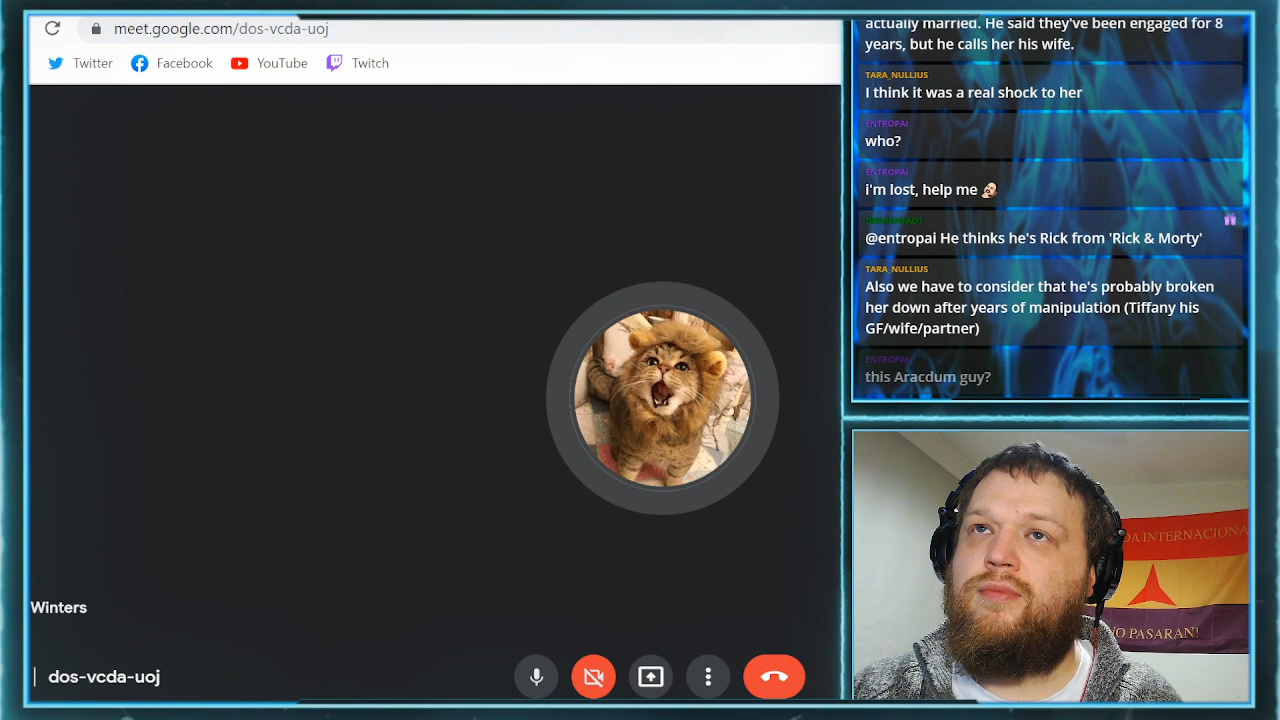 meet.google.com/dos-vcda-uoj
Twitter Facebook YouTube Twitch
Winters
dos-vcda-uoj
actually married. He said they've been engaged for 8
years, but he calls her his wife.
TARA_NULLIUS
I think it was a real shock to her
ENTROPAI
who?
ENTROPAI
i'm lost, help me
@entropai He thinks he's Rick from 'Rick & Morty'
TARA_NULLIUS
Also we have to consider that he's probably broken
her down after years of manipulation (Tiffany his
GF/wife/partner)
ENTROPAI
this Aracdum guy?
DA INTERNACIONA
NO PASARAN!